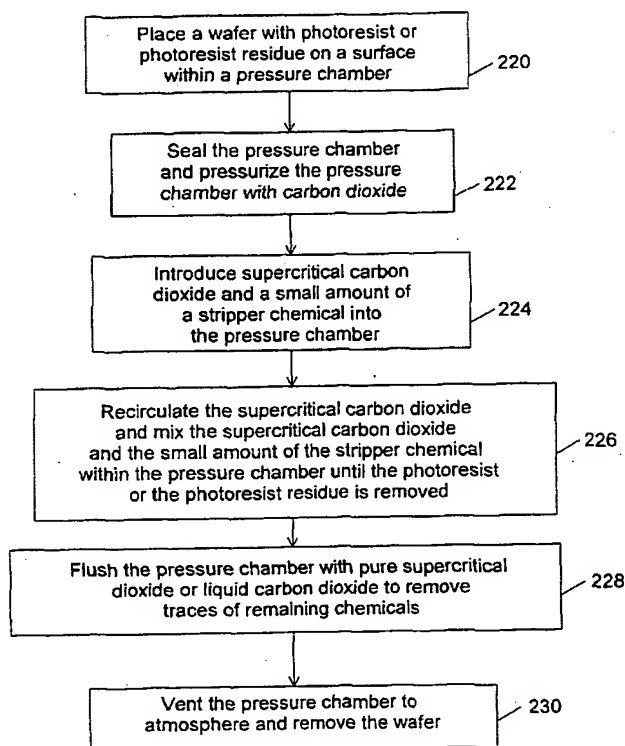 Place a wafer with photoresist or
photoresist residue on a surface
within a pressure chamber
220
Seal the pressure chamber
and pressurize the pressure
chamber with carbon dioxide
222
Introduce supercritical carbon
dioxide and a small amount of
a stripper chemical into
the pressure chamber
224
Recirculate the supercritical carbon dioxide
and mix the supercritical carbon dioxide
and the small amount of the stripper chemical
within the pressure chamber until the photoresist
or the photoresist residue is removed
226
Flush the pressure chamber with pure supercritical
dioxide or liquid carbon dioxide to remove
traces of remaining chemicals
228
Vent the pressure chamber to
atmosphere and remove the wafer
230